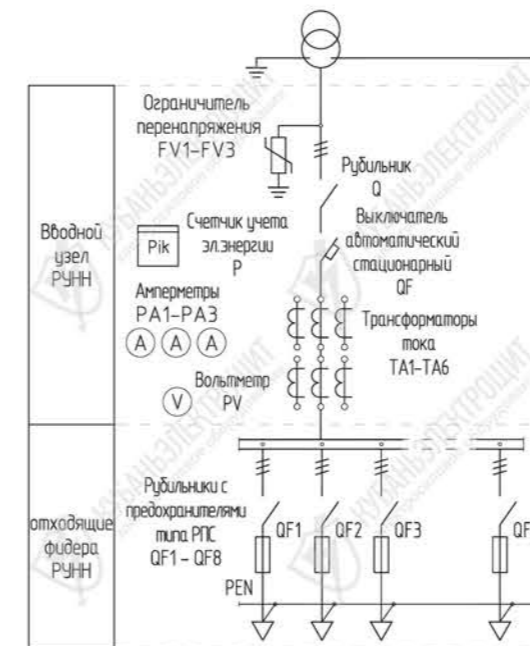 Ограничитель
перенапряжения
FV1-FV3
Рубильник
Q
Вводной
узел
РУНН
Счетчик учета
эл.энергии
P
Pik
Выключатель
автоматический
стационарный
QF
Амперметры
PA1-PA3
A A A
Трансформаторы
тока
TA1-TA6
Вольтметр
PV
V
отходящие
фидера
РУНН
Рубильники с
предохранителями
типа РПС
QF1 - QF8
QF1 QF2 QF3 QF
PEN
КУБАНЬЭЛЕКТРОЩИТ